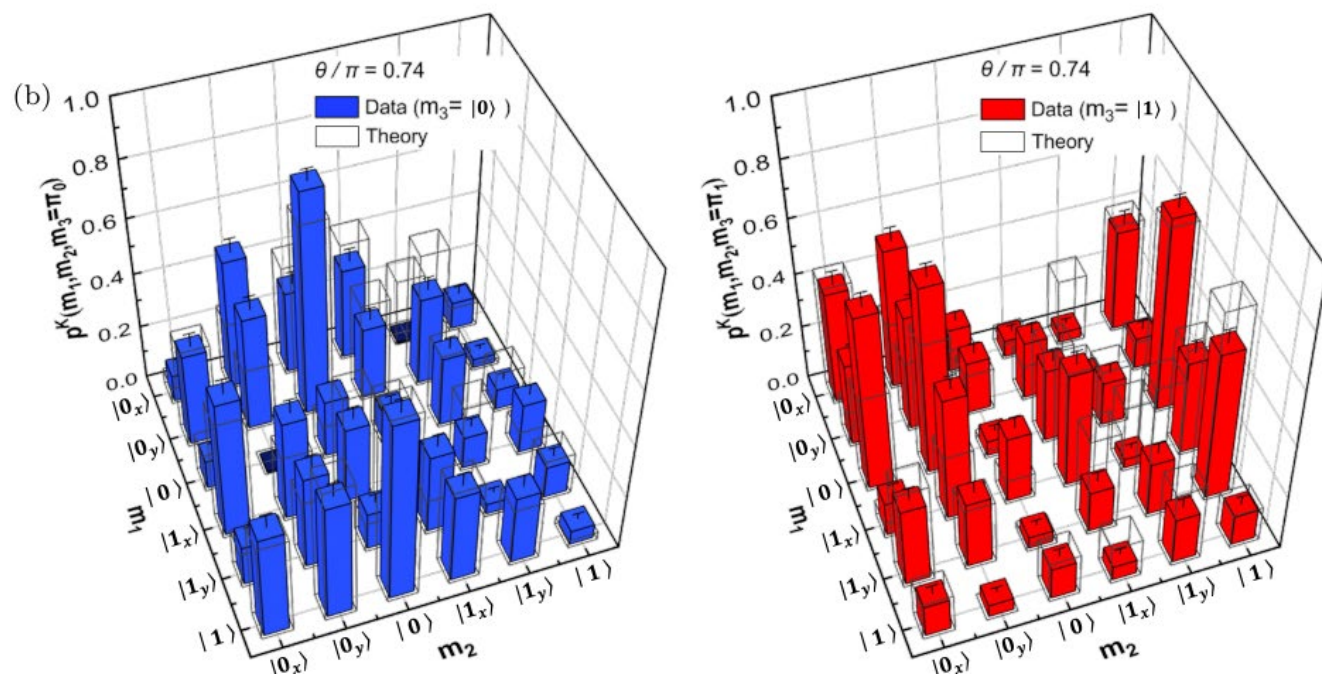 (b)
θ / π = 0.74
Data (m₃= |0⟩ )
Theory
pᴷ(m₁,m₂,m₃=π₀)
1.0
0.8
0.6
0.4
0.2
0.0
|0ₓ⟩
|0ᵧ⟩
|0⟩
|1ₓ⟩
|1ᵧ⟩
|1⟩
m₁
|0ₓ⟩
|0ᵧ⟩
|0⟩
|1ₓ⟩
|1ᵧ⟩
|1⟩
m₂
θ / π = 0.74
Data (m₃= |1⟩ )
Theory
pᴷ(m₁,m₂,m₃=π₁)
1.0
0.8
0.6
0.4
0.2
0.0
|0ₓ⟩
|0ᵧ⟩
|0⟩
|1ₓ⟩
|1ᵧ⟩
|1⟩
m₁
|0ₓ⟩
|0ᵧ⟩
|0⟩
|1ₓ⟩
|1ᵧ⟩
|1⟩
m₂